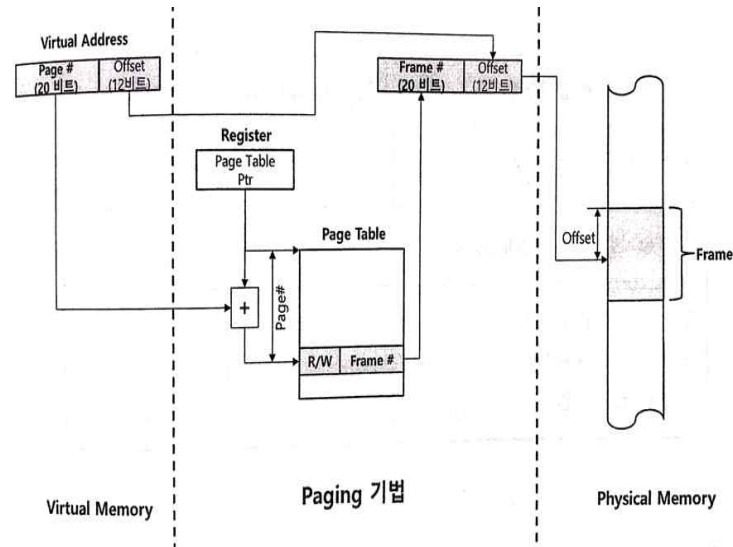 Virtual Address
Page #
(20 비트)
Offset
(12비트)
Frame #
(20 비트)
Offset
(12비트)
Register
Page Table
Ptr
Page Table
Offset
Frame
+
Page#
R/W
Frame #
Virtual Memory
Paging 기법
Physical Memory